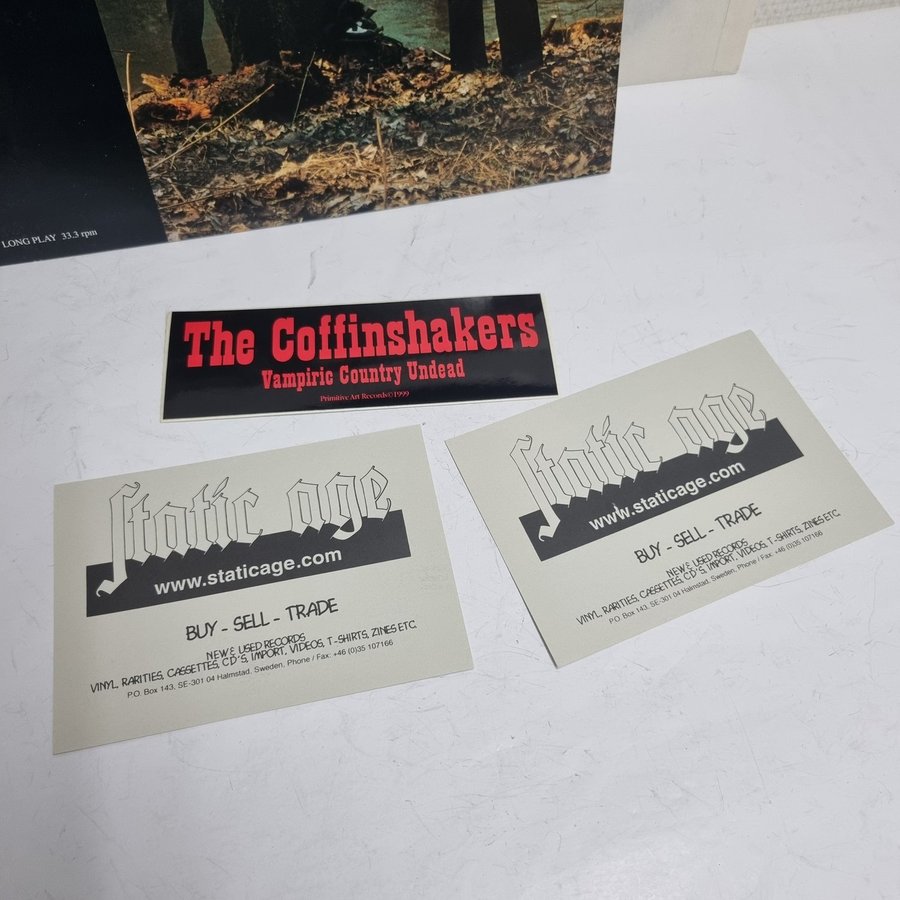 LONG PLAY 33.3 rpm
The Coffinshakers
Vampiric Country Undead
Primitive Art Records©1999
static age
www.staticage.com
BUY - SELL - TRADE
NEW & USED RECORDS
VINYL, RARITIES, CASSETTES, CD'S, IMPORT, VIDEOS, T-SHIRTS, ZINES ETC.
P.O. Box 143, SE-301 04 Halmstad, Sweden, Phone / Fax: +46 (0)35 107166
static age
www.staticage.com
BUY - SELL - TRADE
NEW & USED RECORDS
VINYL, RARITIES, CASSETTES, CD'S, IMPORT, VIDEOS, T-SHIRTS, ZINES ETC.
P.O. Box 143, SE-301 04 Halmstad, Sweden, Phone / Fax: +46 (0)35 107166